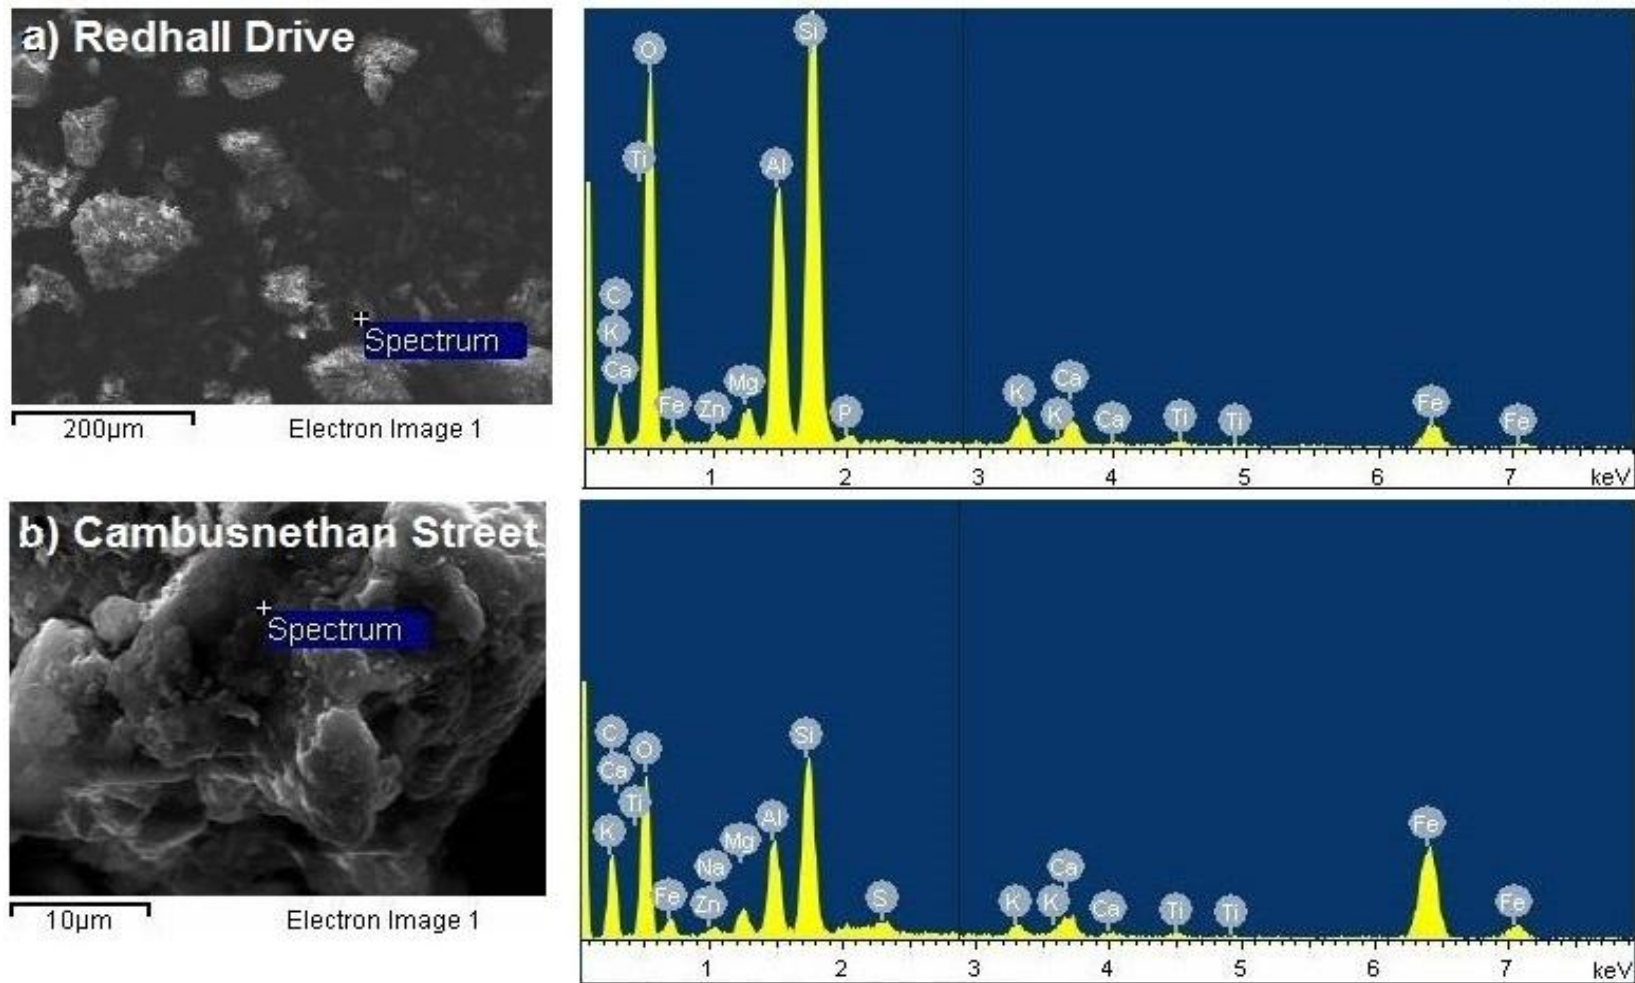 a) Redhall Drive
Spectrum
200µm
Electron Image 1
O
Si
Ti
Al
C
K
Ca
Fe
Zn
Mg
P
K
K
Ca
Ca
Ti
Ti
Fe
Fe
1 2 3 4 5 6 7 keV
b) Cambusnethan Street
Spectrum
10µm
Electron Image 1
C
O
Si
Ca
Ti
K
Fe
Na
Zn
Mg
Al
S
K
K
Ca
Ca
Ti
Ti
Fe
Fe
1 2 3 4 5 6 7 keV